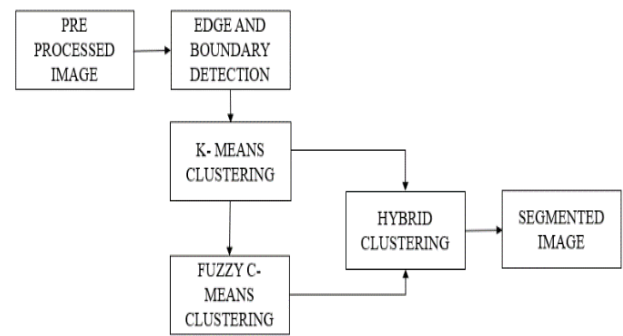 PRE
PROCESSED
IMAGE
EDGE AND
BOUNDARY
DETECTION
K- MEANS
CLUSTERING
HYBRID
CLUSTERING
SEGMENTED
IMAGE
FUZZY C-
MEANS
CLUSTERING